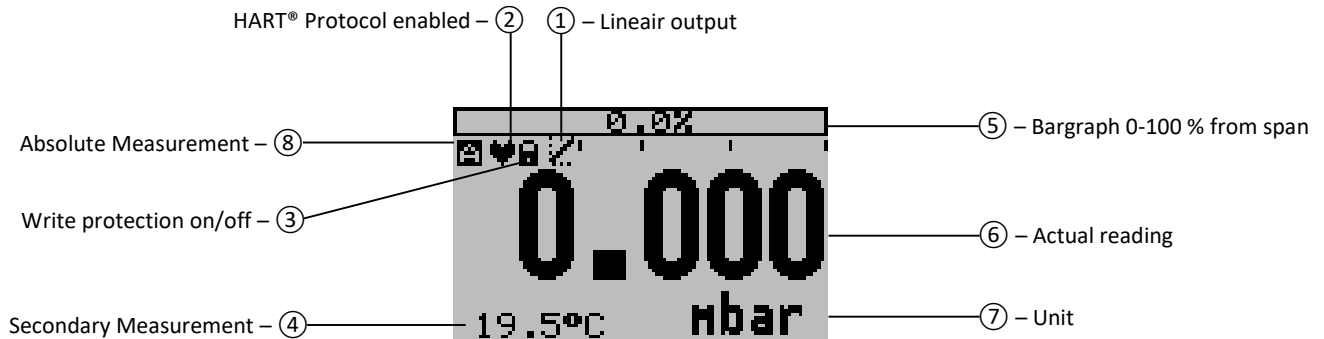 HART® Protocol enabled – ②
① – Lineair output
0.0%
Absolute Measurement – ⑧
⑤ – Bargraph 0-100 % from span
A
Write protection on/off – ③
0.000
⑥ – Actual reading
Secondary Measurement – ④
19.5°C
mbar
⑦ – Unit